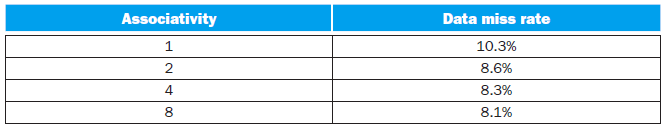 Associativity Data miss rate
1 10.3%
2 8.6%
4 8.3%
8 8.1%